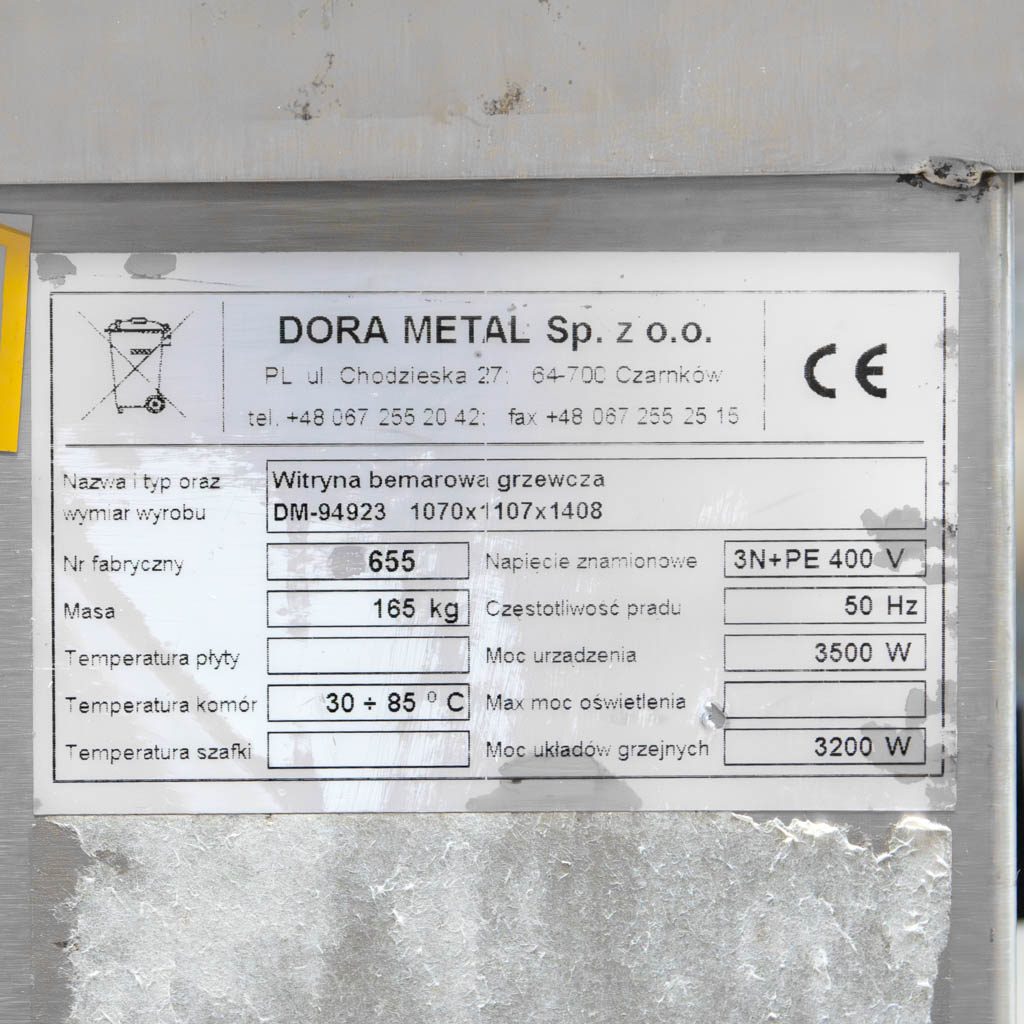 DORA METAL Sp. z o.o.
PL ul Chodzieska 27; 64-700 Czarnków
tel. +48 067 255 20 42; fax +48 067 255 25 15
CE
Nazwa i typ oraz
wymiar wyrobu
Witryna bemarowa grzewcza
DM-94923 1070x1107x1408
Nr fabryczny 655 Napięcie znamionowe 3N+PE 400 V
Masa 165 kg Częstotliwość pradu 50 Hz
Temperatura płyty Moc urzadzenia 3500 W
Temperatura komór 30 ÷ 85 ⁰ C Max moc oświetlenia
Temperatura szafki Moc układów grzejnych 3200 W